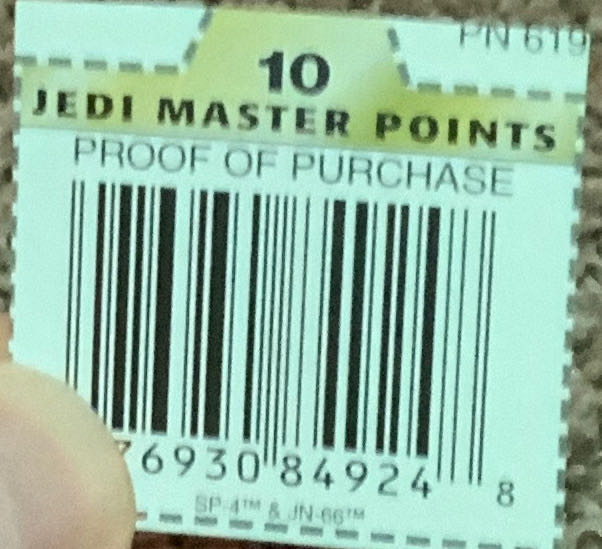 PN 619
10
JEDI MASTER POINTS
PROOF OF PURCHASE
76930 84924 8
SP-4™ & JN-66™